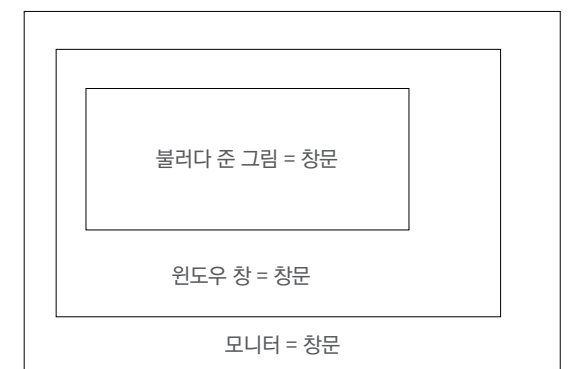 불러다 준 그림 = 창문
윈도우 창 = 창문
모니터 = 창문